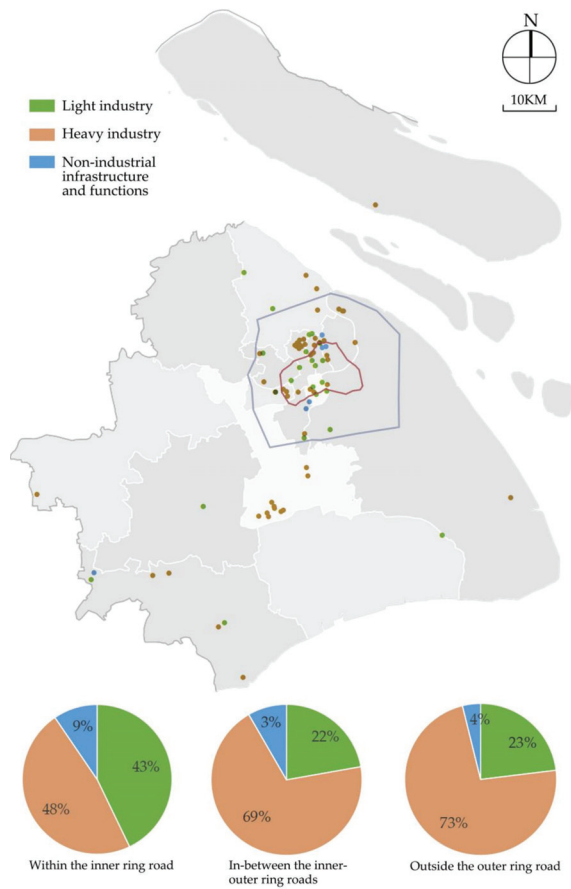 N
10KM
Light industry
Heavy industry
Non-industrial
infrastructure
and functions
9%
43%
48%
3%
22%
69%
4%
23%
73%
Within the inner ring road
In-between the inner-
outer ring roads
Outside the outer ring road